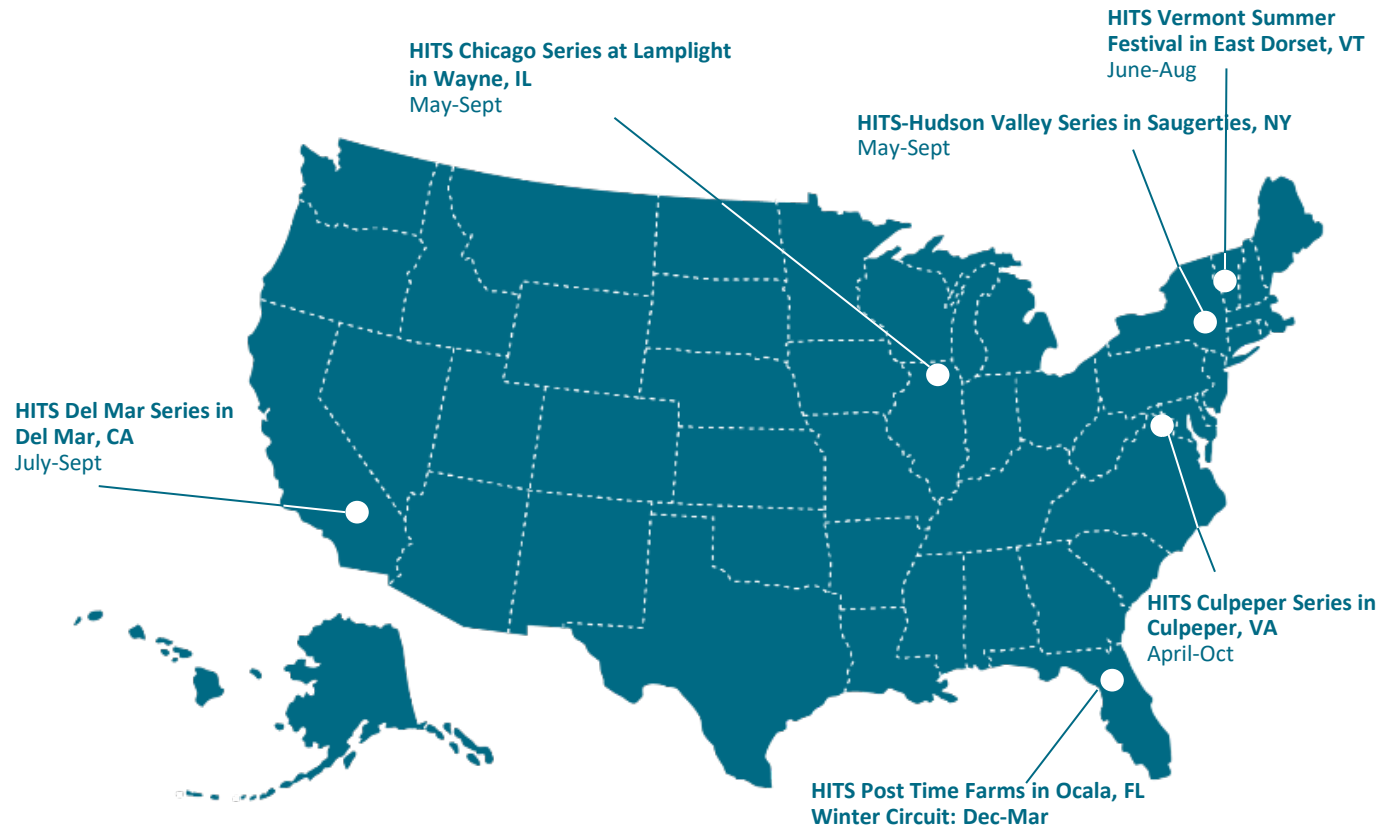 HITS Vermont Summer
Festival in East Dorset, VT
June-Aug
HITS Chicago Series at Lamplight
in Wayne, IL
May-Sept
HITS-Hudson Valley Series in Saugerties, NY
May-Sept
HITS Del Mar Series in
Del Mar, CA
July-Sept
HITS Culpeper Series in
Culpeper, VA
April-Oct
HITS Post Time Farms in Ocala, FL
Winter Circuit: Dec-Mar